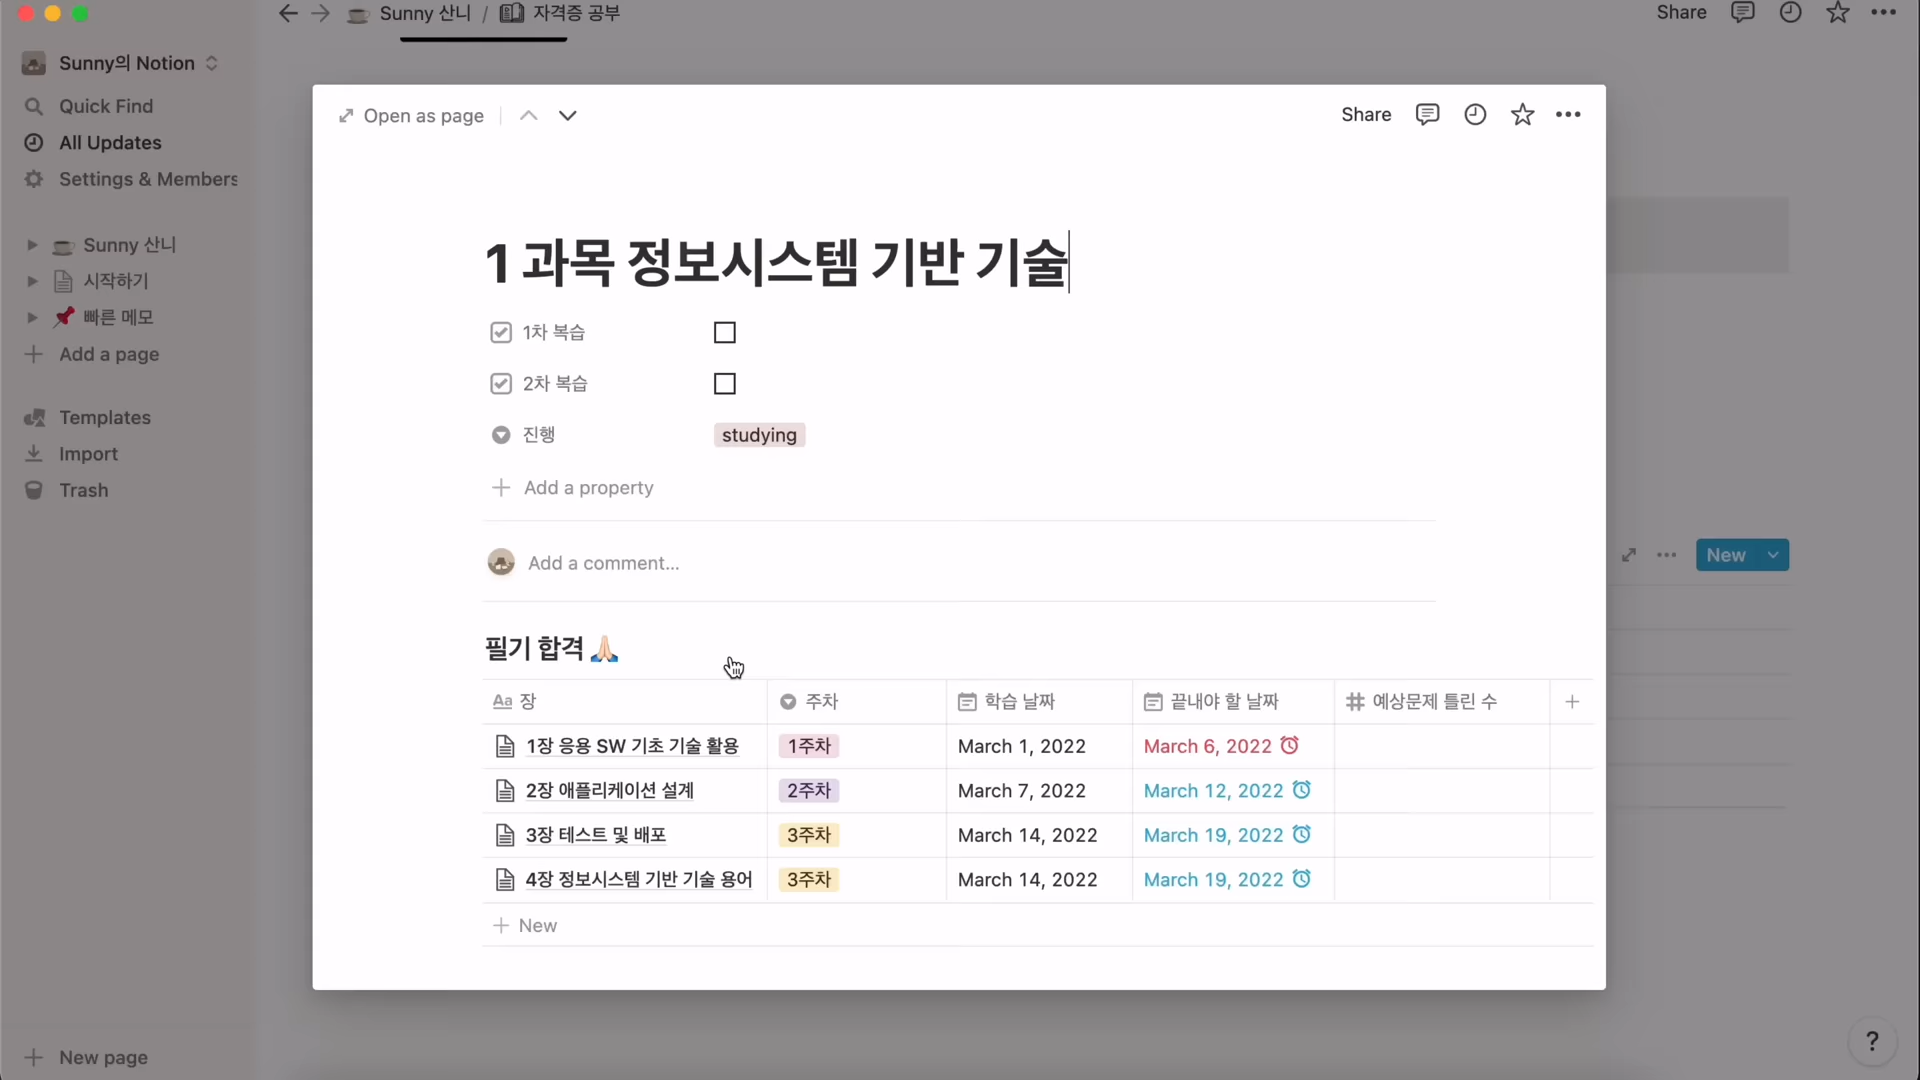 Sunny 산니 / 자격증 공부
Share
Sunny의 Notion
Quick Find
All Updates
Settings & Members
Sunny 산니
시작하기
빠른 메모
Add a page
Templates
Import
Trash
New page
Open as page
Share
1 과목 정보시스템 기반 기술
1차 복습
2차 복습
진행 studying
Add a property
Add a comment...
필기 합격 🙏🏻
Aa 장 주차 학습 날짜 끝내야 할 날짜 # 예상문제 틀린 수
1장 응용 SW 기초 기술 활용 1주차 March 1, 2022 March 6, 2022
2장 애플리케이션 설계 2주차 March 7, 2022 March 12, 2022
3장 테스트 및 배포 3주차 March 14, 2022 March 19, 2022
4장 정보시스템 기반 기술 용어 3주차 March 14, 2022 March 19, 2022
New
New
?